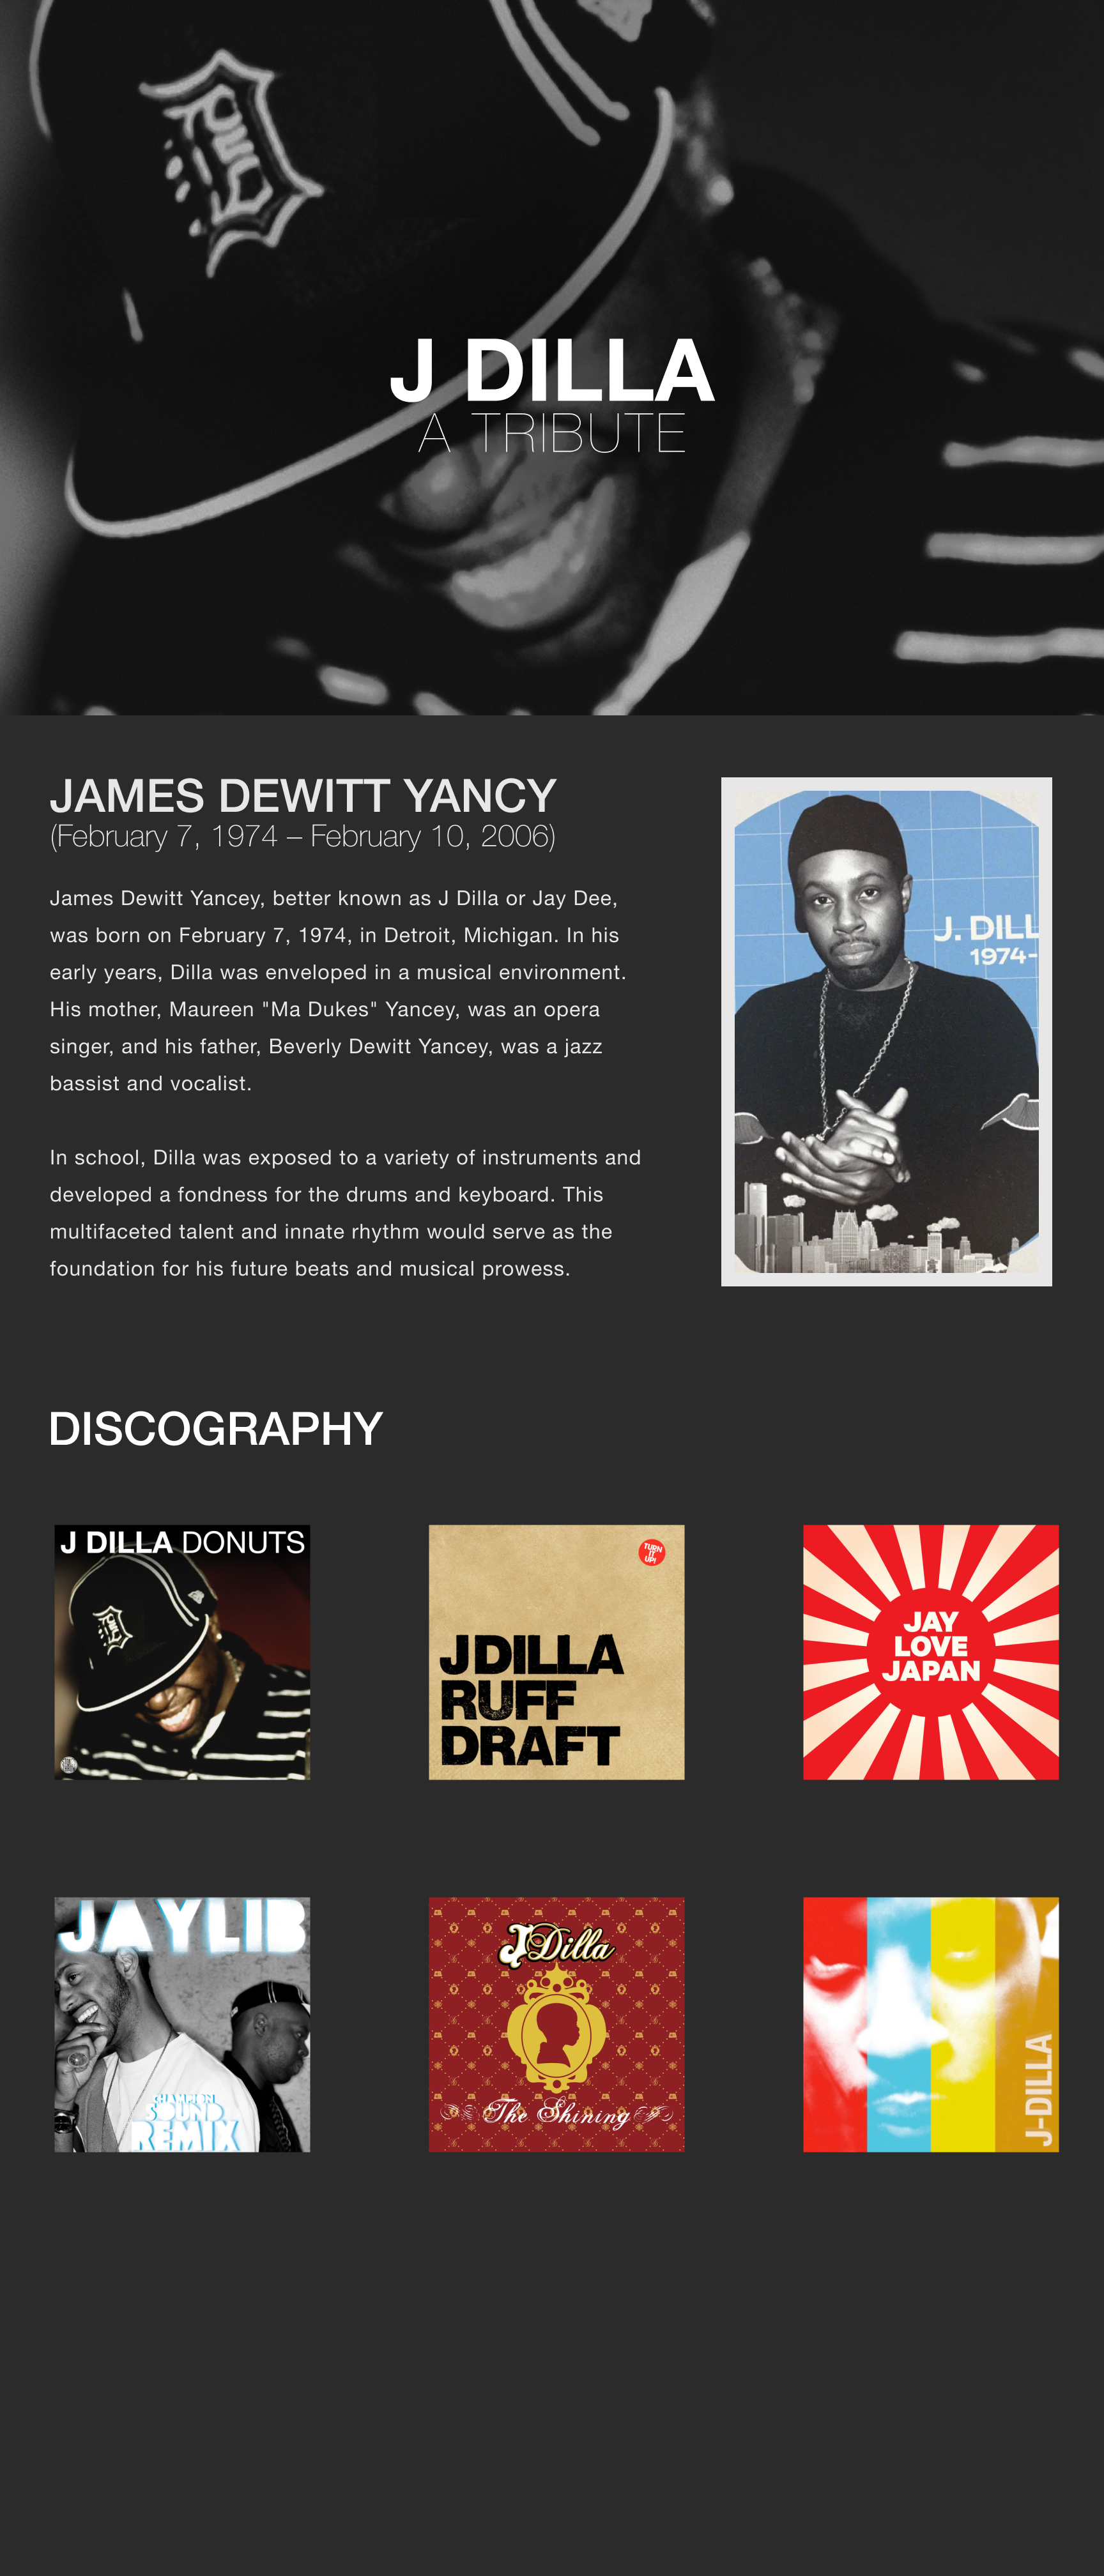 J DILLA
A TRIBUTE
JAMES DEWITT YANCY
(February 7, 1974 – February 10, 2006)
James Dewitt Yancey, better known as J Dilla or Jay Dee,
was born on February 7, 1974, in Detroit, Michigan. In his
early years, Dilla was enveloped in a musical environment.
His mother, Maureen "Ma Dukes" Yancey, was an opera
singer, and his father, Beverly Dewitt Yancey, was a jazz
bassist and vocalist.
In school, Dilla was exposed to a variety of instruments and
developed a fondness for the drums and keyboard. This
multifaceted talent and innate rhythm would serve as the
foundation for his future beats and musical prowess.
J. DILL
1974-
DISCOGRAPHY
J DILLA DONUTS
TURN
IT
UP!
J DILLA
RUFF
DRAFT
JAY
LOVE
JAPAN
JAYLIB
CHAMPION
SOUND
REMIX
J Dilla
The Shining
J-DILLA